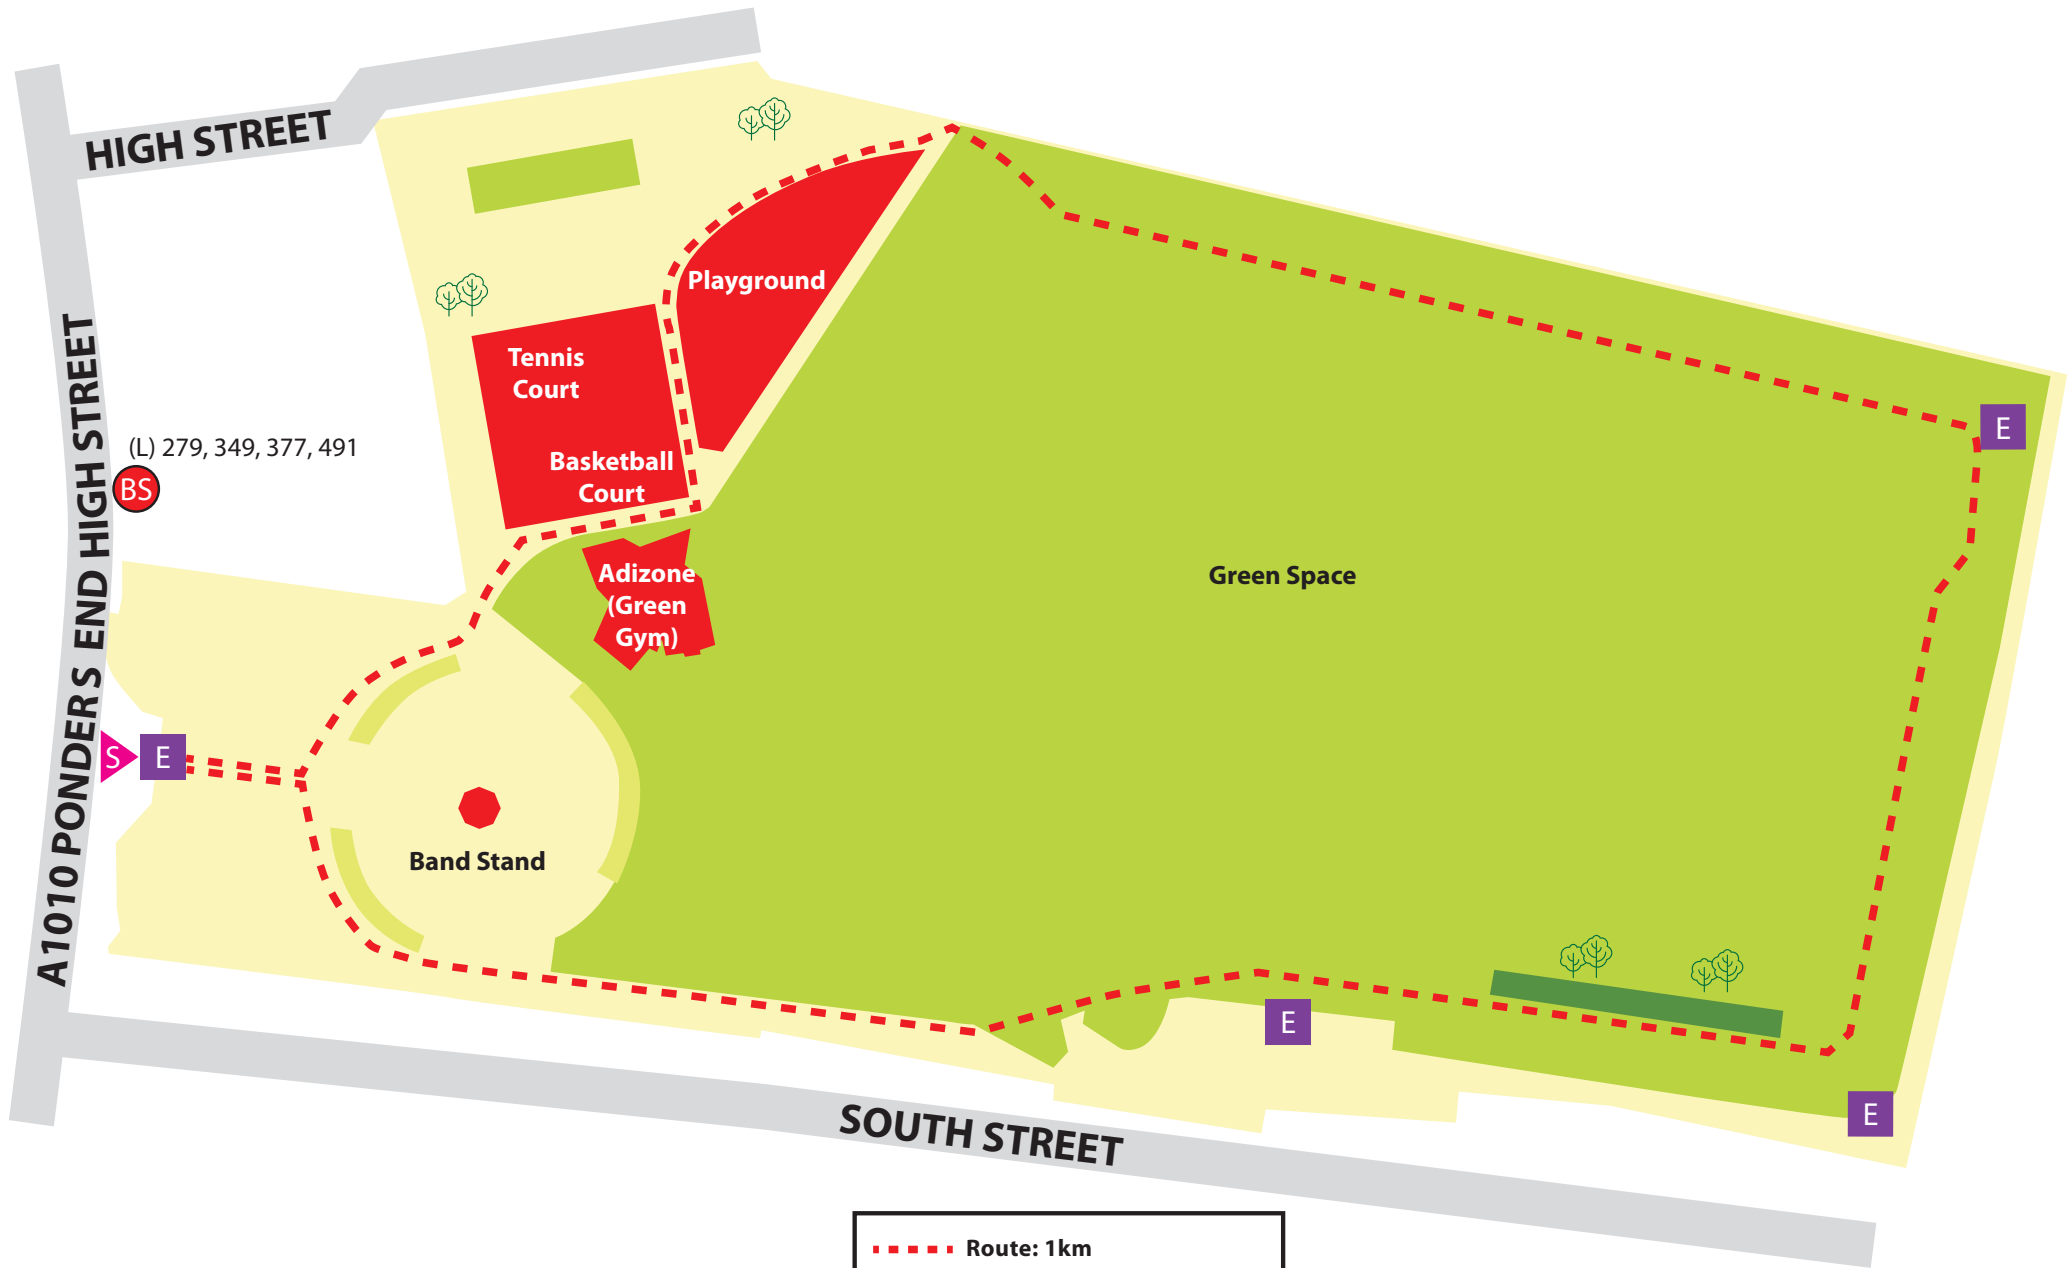 HIGH STREET
Playground
Tennis
Court
Basketball
Court
(L) 279, 349, 377, 491
BS
A1010 PONDERS END HIGH STREET
E
Adizone
(Green
Gym)
Green Space
S
E
Band Stand
E
E
SOUTH STREET
Route: 1km